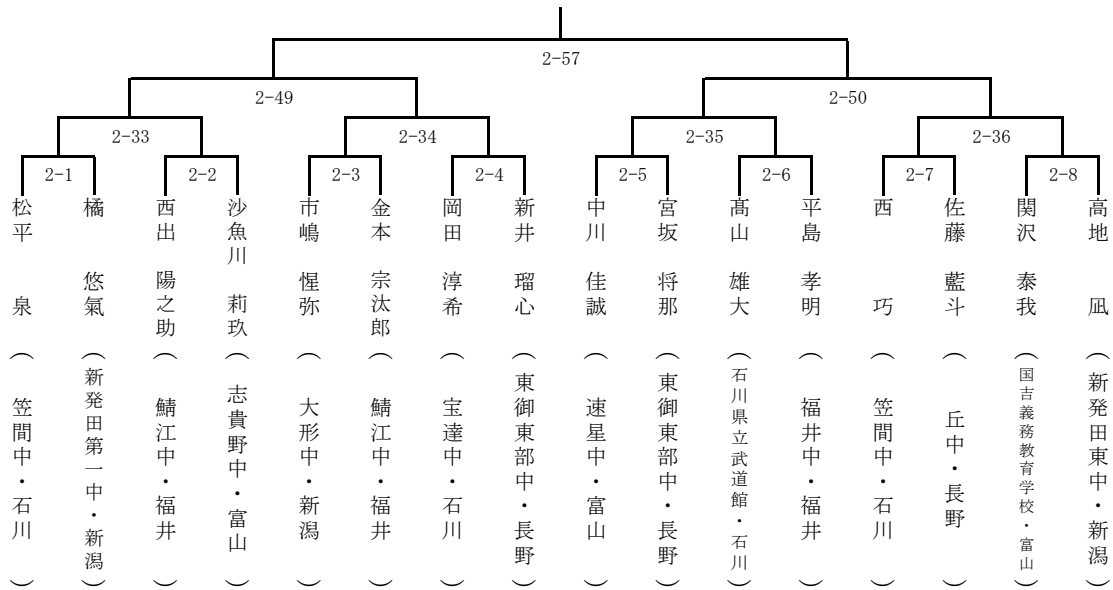 2-57
2-49
2-50
2-33
2-34
2-35
2-36
2-1
2-2
2-3
2-4
2-5
2-6
2-7
2-8
松平 泉 （笠間中・石川）
橘 悠氣 （新発田第一中・新潟）
西出 陽之助 （鯖江中・福井）
沙魚川 莉玖 （志貴野中・富山）
市嶋 惺弥 （大形中・新潟）
金本 宗汰郎 （鯖江中・福井）
岡田 淳希 （宝達中・石川）
新井 瑠心 （東御東部中・長野）
中川 佳誠 （速星中・富山）
宮坂 将那 （東御東部中・長野）
髙山 雄大 （石川県立武道館・石川）
平島 孝明 （福井中・福井）
西 巧 （笠間中・石川）
佐藤 藍斗 （丘中・長野）
関沢 泰我 （国吉義務教育学校・富山）
高地 凪 （新発田東中・新潟）